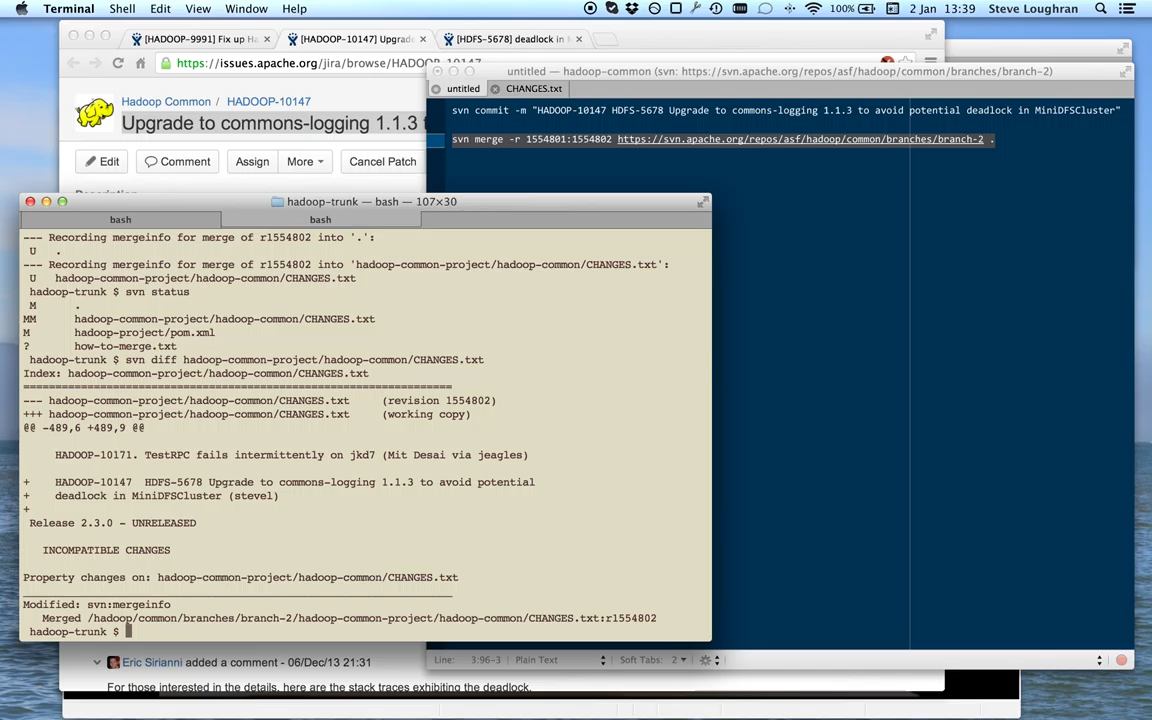 Terminal Shell Edit View Window Help 100% 2 Jan 13:39 Steve Loughran
[HADOOP-9991] Fix up Ha
[HADOOP-10147] Upgrade
[HDFS-5678] deadlock in
https://issues.apache.org/jira/browse/HADOOP-10147
Hadoop Common / HADOOP-10147
Upgrade to commons-logging 1.1.3 t
Edit Comment Assign More Cancel Patch
untitled — hadoop-common (svn: https://svn.apache.org/repos/asf/hadoop/common/branches/branch-2)
untitled CHANGES.txt
svn commit -m "HADOOP-10147 HDFS-5678 Upgrade to commons-logging 1.1.3 to avoid potential deadlock in MiniDFSCluster"
svn merge -r 1554801:1554802 https://svn.apache.org/repos/asf/hadoop/common/branches/branch-2 .
hadoop-trunk — bash — 107×30
bash bash
--- Recording mergeinfo for merge of r1554802 into '.':
U .
--- Recording mergeinfo for merge of r1554802 into 'hadoop-common-project/hadoop-common/CHANGES.txt':
U hadoop-common-project/hadoop-common/CHANGES.txt
hadoop-trunk $ svn status
M .
MM hadoop-common-project/hadoop-common/CHANGES.txt
M hadoop-project/pom.xml
? how-to-merge.txt
hadoop-trunk $ svn diff hadoop-common-project/hadoop-common/CHANGES.txt
Index: hadoop-common-project/hadoop-common/CHANGES.txt
===================================================================
--- hadoop-common-project/hadoop-common/CHANGES.txt (revision 1554802)
+++ hadoop-common-project/hadoop-common/CHANGES.txt (working copy)
@@ -489,6 +489,9 @@
HADOOP-10171. TestRPC fails intermittently on jkd7 (Mit Desai via jeagles)
+ HADOOP-10147 HDFS-5678 Upgrade to commons-logging 1.1.3 to avoid potential
+ deadlock in MiniDFSCluster (stevel)
+
Release 2.3.0 - UNRELEASED
INCOMPATIBLE CHANGES
Property changes on: hadoop-common-project/hadoop-common/CHANGES.txt
___________________________________________________________________
Modified: svn:mergeinfo
Merged /hadoop/common/branches/branch-2/hadoop-common-project/hadoop-common/CHANGES.txt:r1554802
hadoop-trunk $
Line: 3:96-3 Plain Text Soft Tabs: 2
Eric Sirianni added a comment - 06/Dec/13 21:31
For those interested in the details, here are the stack traces exhibiting the deadlock.